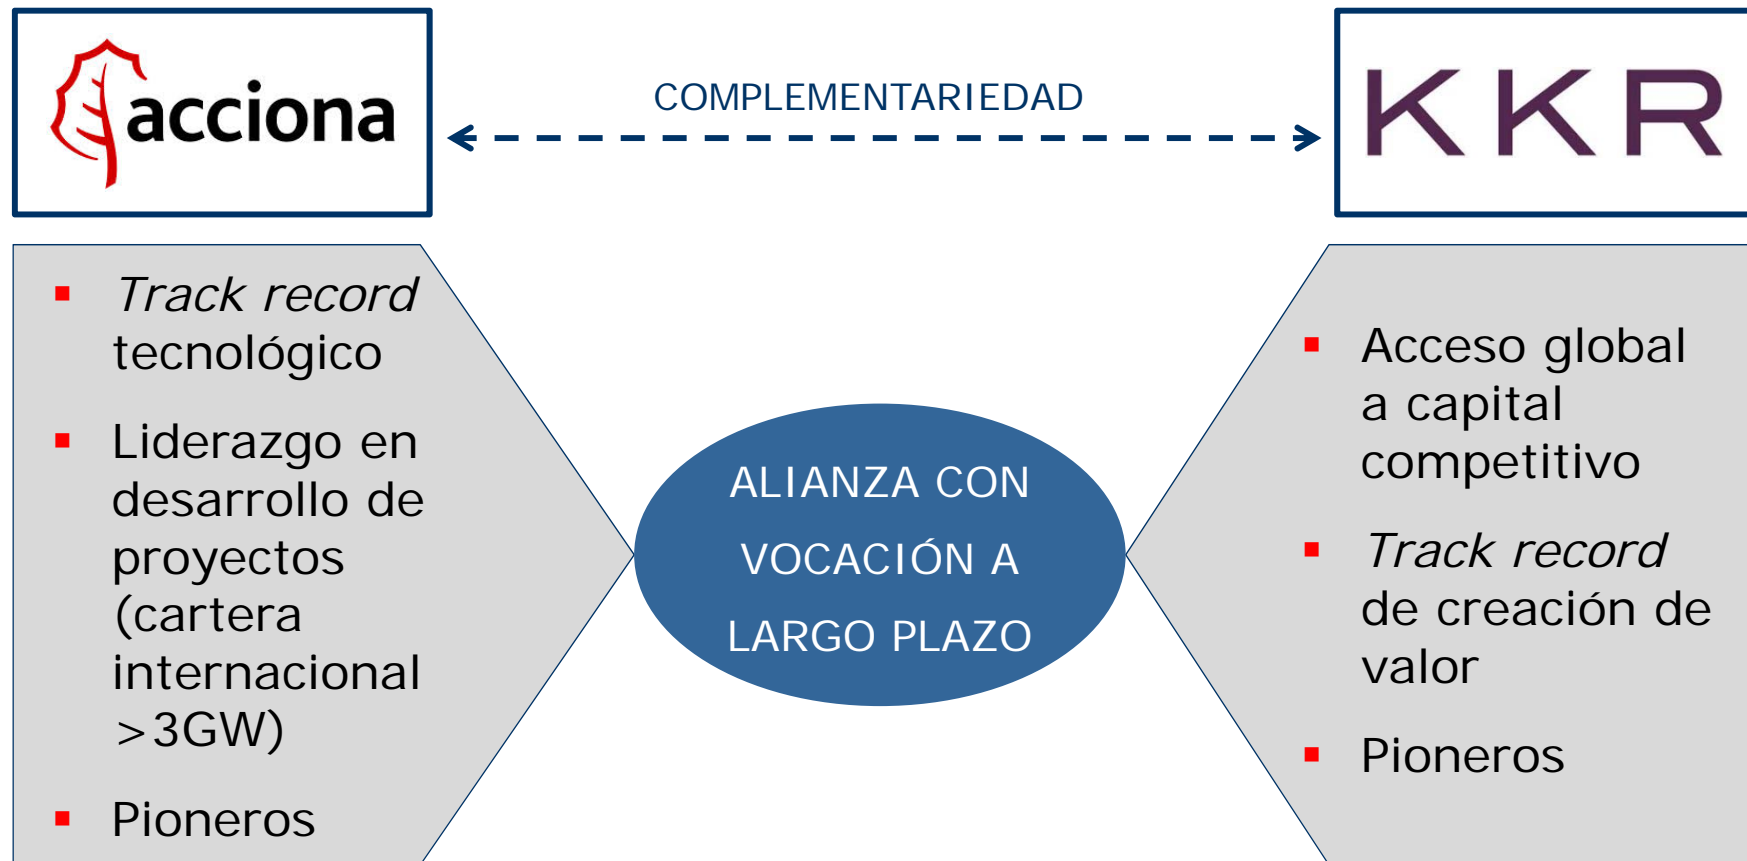 acciona
COMPLEMENTARIEDAD
KKR
Track record
tecnológico
Liderazgo en
desarrollo de
proyectos
(cartera
internacional
>3GW)
Pioneros
ALIANZA CON
VOCACIÓN A
LARGO PLAZO
Acceso global
a capital
competitivo
Track record
de creación de
valor
Pioneros